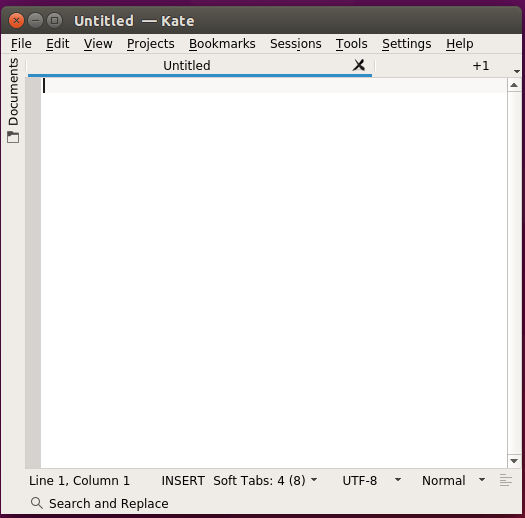 Untitled — Kate
File Edit View Projects Bookmarks Sessions Tools Settings Help
Untitled +1
Documents
Line 1, Column 1 INSERT Soft Tabs: 4 (8) UTF-8 Normal
Search and Replace